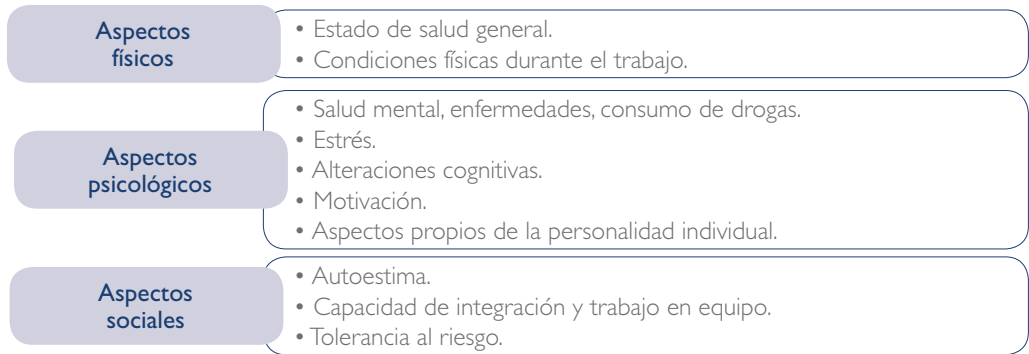 Aspectos
físicos
• Estado de salud general.
• Condiciones físicas durante el trabajo.
Aspectos
psicológicos
• Salud mental, enfermedades, consumo de drogas.
• Estrés.
• Alteraciones cognitivas.
• Motivación.
• Aspectos propios de la personalidad individual.
Aspectos
sociales
• Autoestima.
• Capacidad de integración y trabajo en equipo.
• Tolerancia al riesgo.